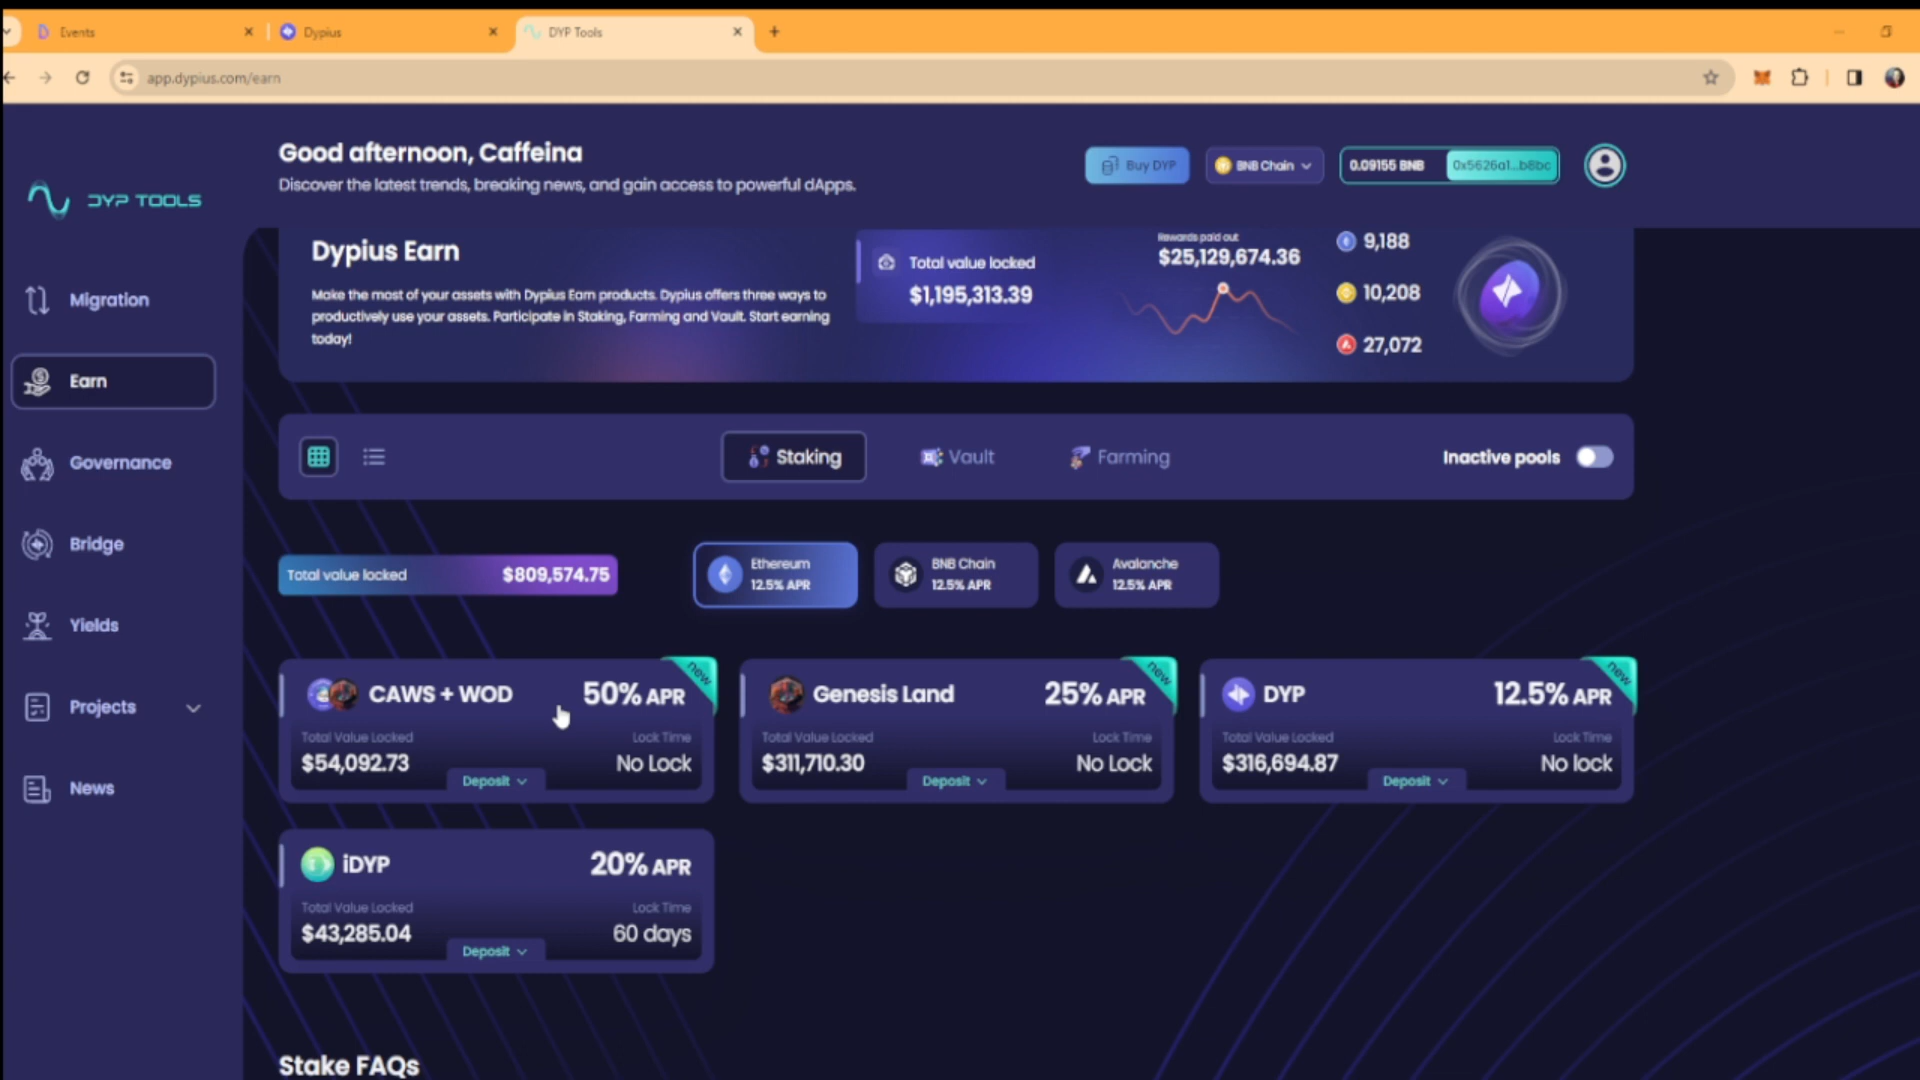 Events
Dypius
DYP Tools
app.dypius.com/earn
Good afternoon, Caffeina
Discover the latest trends, breaking news, and gain access to powerful dApps.
Buy DYP
BNB Chain
0.09155 BNB
0x5626a1...b8bc
DYP TOOLS
Migration
Earn
Governance
Bridge
Yields
Projects
News
Dypius Earn
Make the most of your assets with Dypius Earn products. Dypius offers three ways to
productively use your assets. Participate in Staking, Farming and Vault. Start earning
today!
Total value locked
$1,195,313.39
Rewards paid out
$25,129,674.36
9,188
10,208
27,072
Staking
Vault
Farming
Inactive pools
Total value locked
$809,574.75
Ethereum
12.5% APR
BNB Chain
12.5% APR
Avalanche
12.5% APR
CAWS + WOD
50% APR
new
Total Value Locked
Lock Time
$54,092.73
No Lock
Deposit
Genesis Land
25% APR
new
Total Value Locked
Lock Time
$311,710.30
No Lock
Deposit
DYP
12.5% APR
new
Total Value Locked
Lock Time
$316,694.87
No lock
Deposit
iDYP
20% APR
Total Value Locked
Lock Time
$43,285.04
60 days
Deposit
Stake FAQs